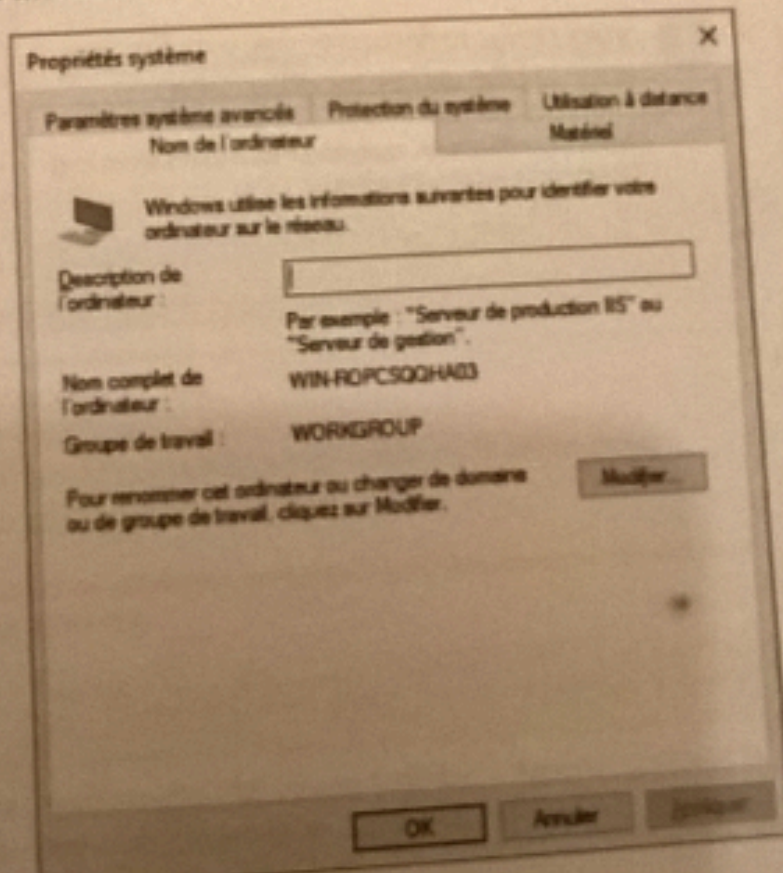 Propriétés système
Paramètres système avancés Protection du système Utilisation à distance
Nom de l'ordinateur Matériel
Windows utilise les informations suivantes pour identifier votre
ordinateur sur le réseau.
Description de
l'ordinateur :
Par exemple : "Serveur de production IIS" ou
"Serveur de gestion".
Nom complet de
l'ordinateur :
WORKGROUP
Groupe de travail :
Pour renommer cet ordinateur ou changer de domaine
ou de groupe de travail, cliquez sur Modifier.
Modifier...
OK Annuler Appliquer